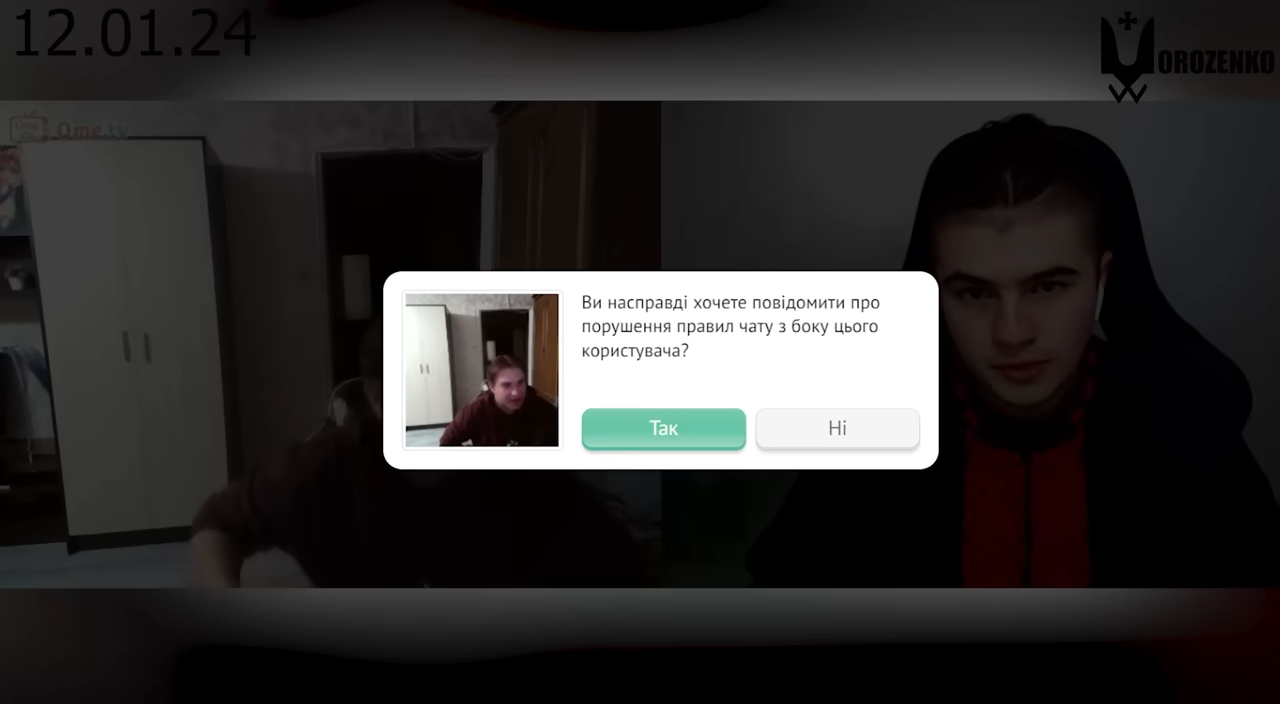 12.01.24
OROZENKO
Ome.tv
Ви насправді хочете повідомити про
порушення правил чату з боку цього
користувача?
Так
Ні